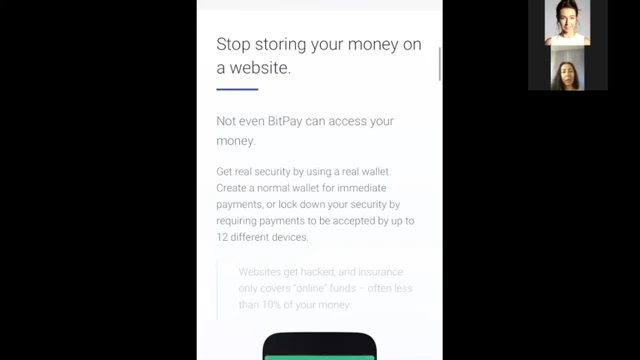 Stop storing your money on
a website.
Not even BitPay can access your
money.
Get real security by using a real wallet.
Create a normal wallet for immediate
payments, or lock down your security by
requiring payments to be accepted by up to
12 different devices.
Websites get hacked, and insurance
only covers "online" funds – often less
than 10% of your money.